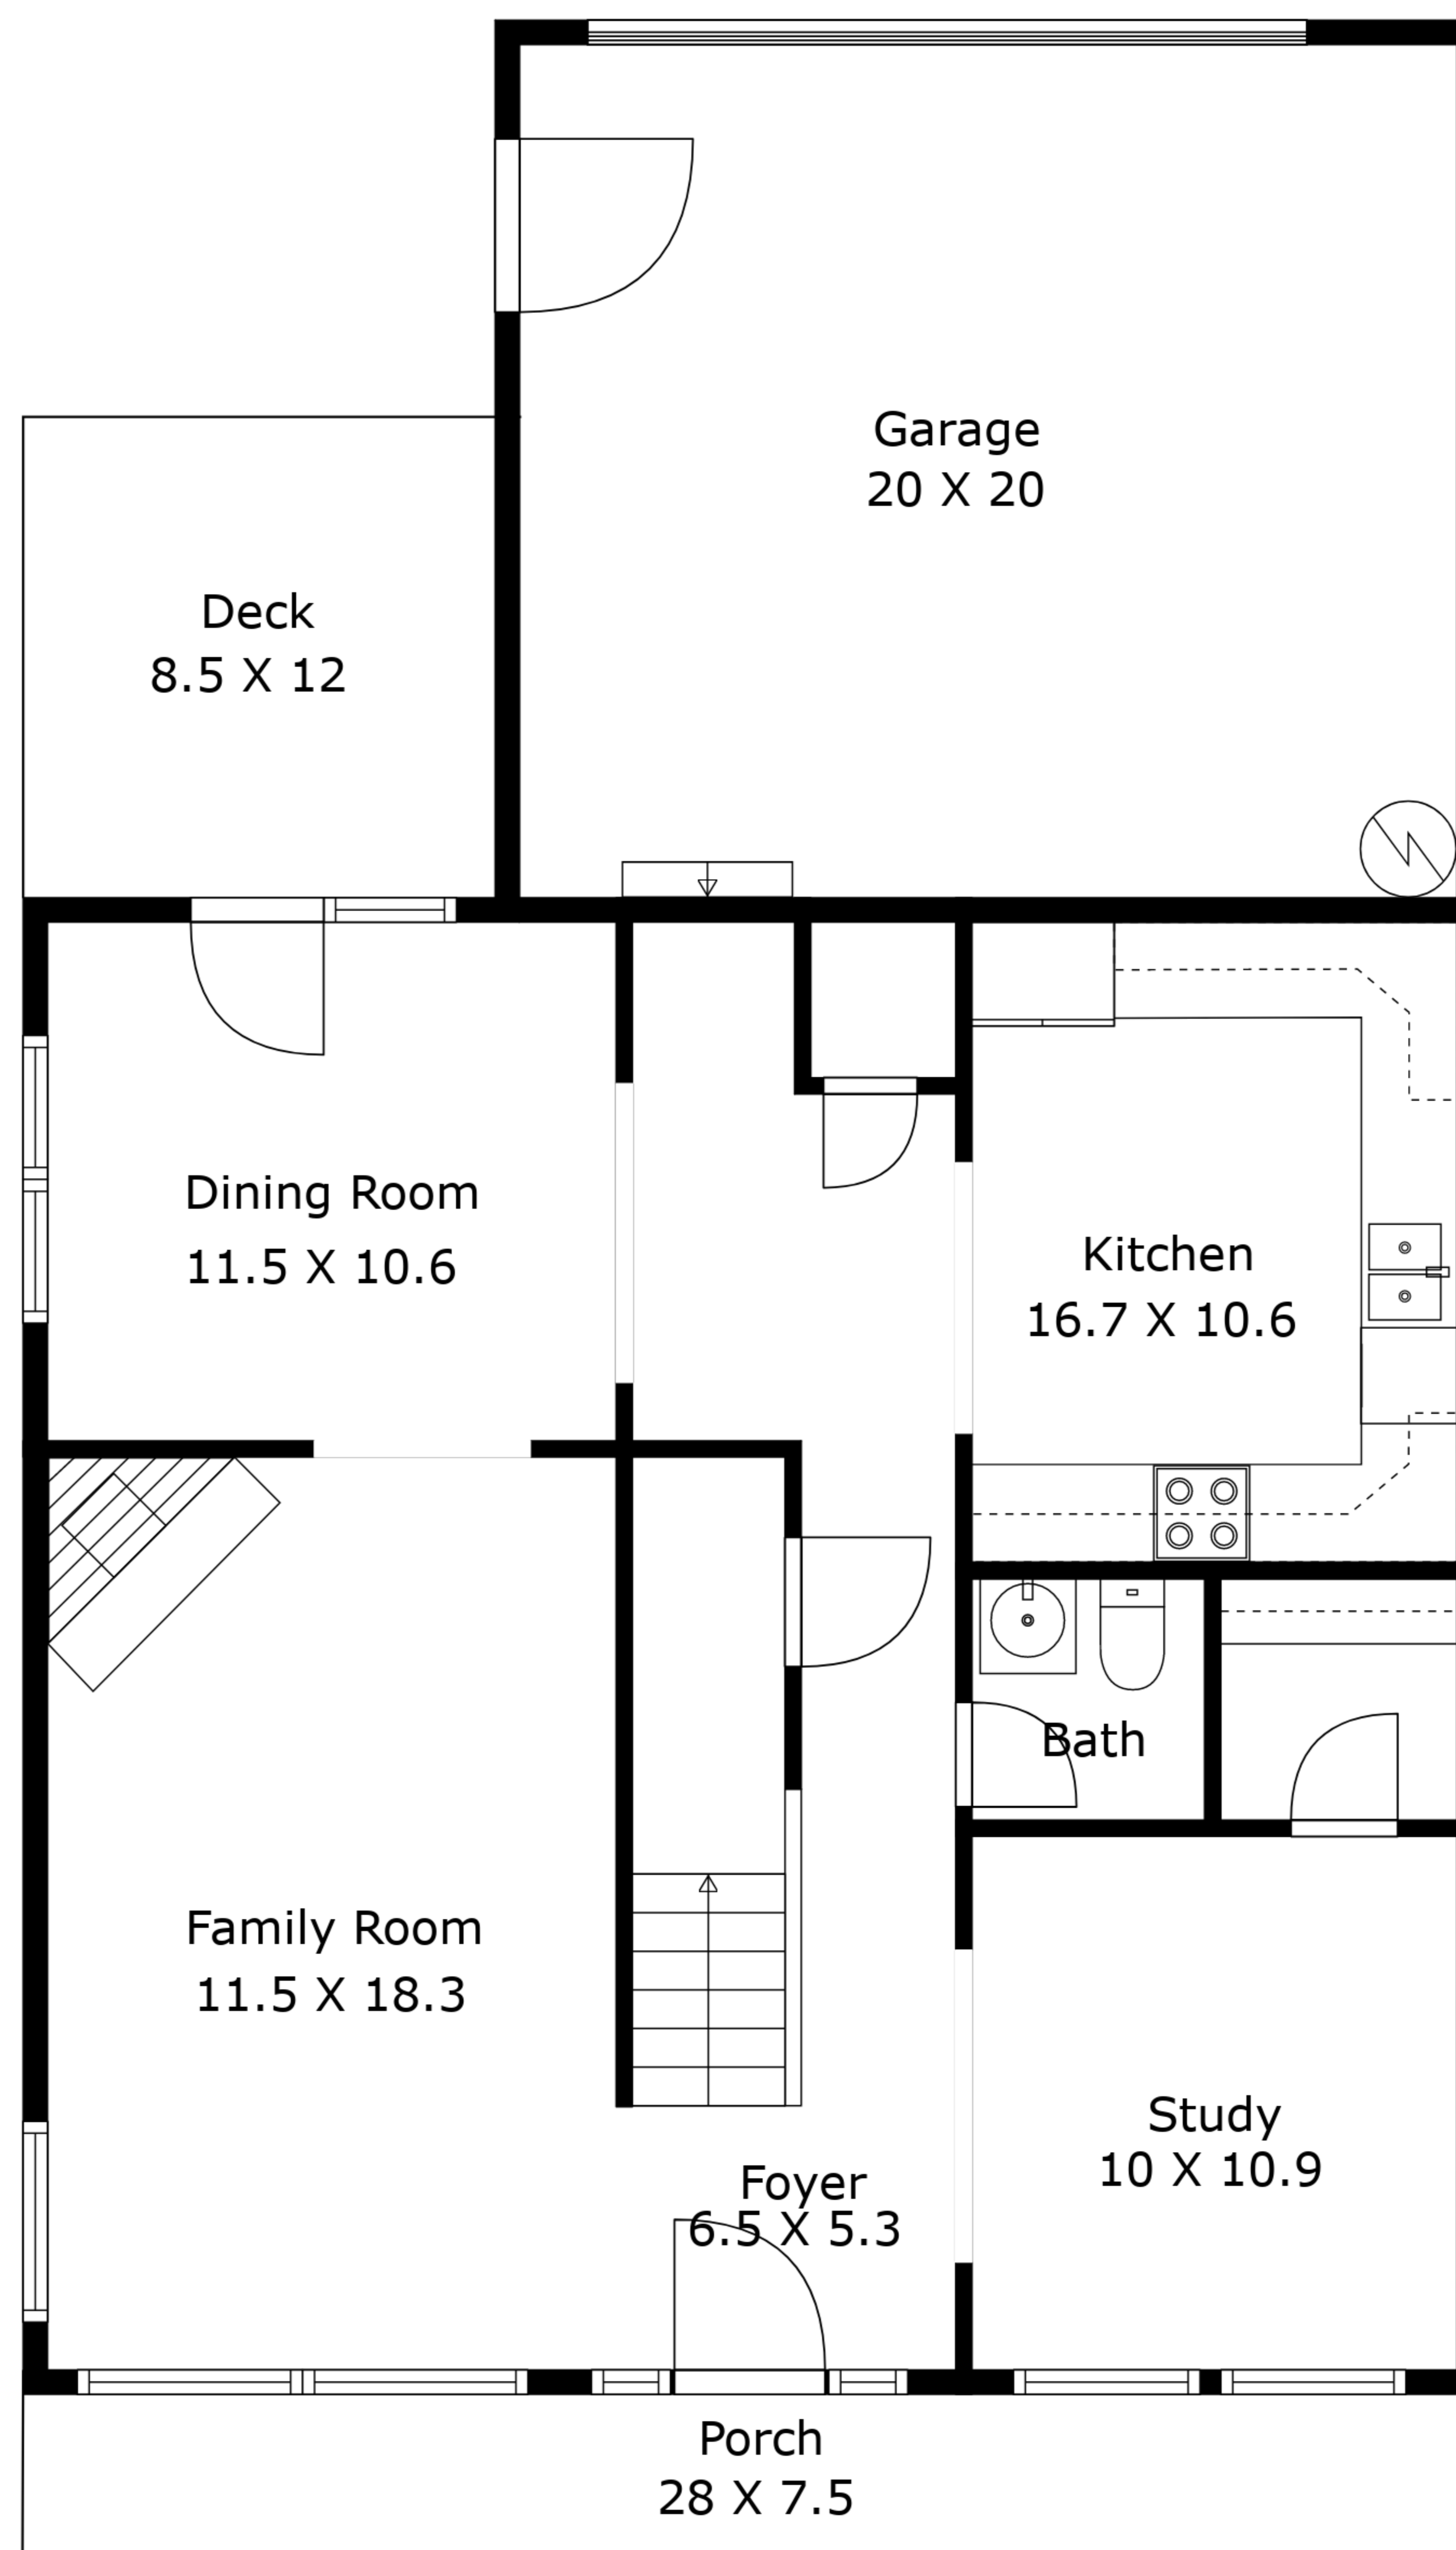 Garage
20 X 20
Deck
8.5 X 12
Dining Room
11.5 X 10.6
Kitchen
16.7 X 10.6
Bath
Family Room
11.5 X 18.3
Study
10 X 10.9
Foyer
6.5 X 5.3
Porch
28 X 7.5